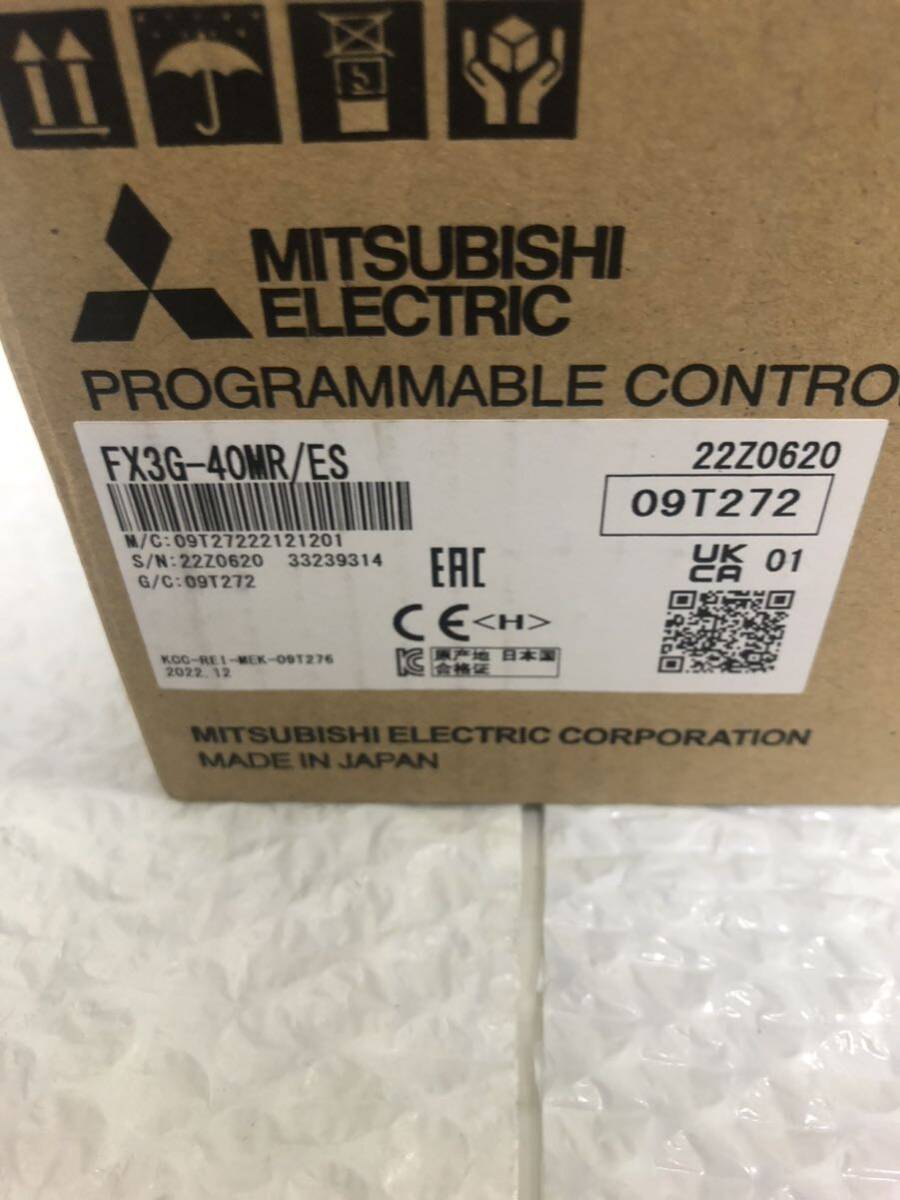 MITSUBISHI
ELECTRIC
PROGRAMMABLE CONTRO
FX3G-40MR/ES
22Z0620
09T272
M/C:09T27222121201
S/N:22Z0620 33239314
G/C:09T272
EAC
UK
CA 01
CE <H>
KCC-REI-MEK-09T276
2022.12
原产地 日本国
合格证
MITSUBISHI ELECTRIC CORPORATION
MADE IN JAPAN